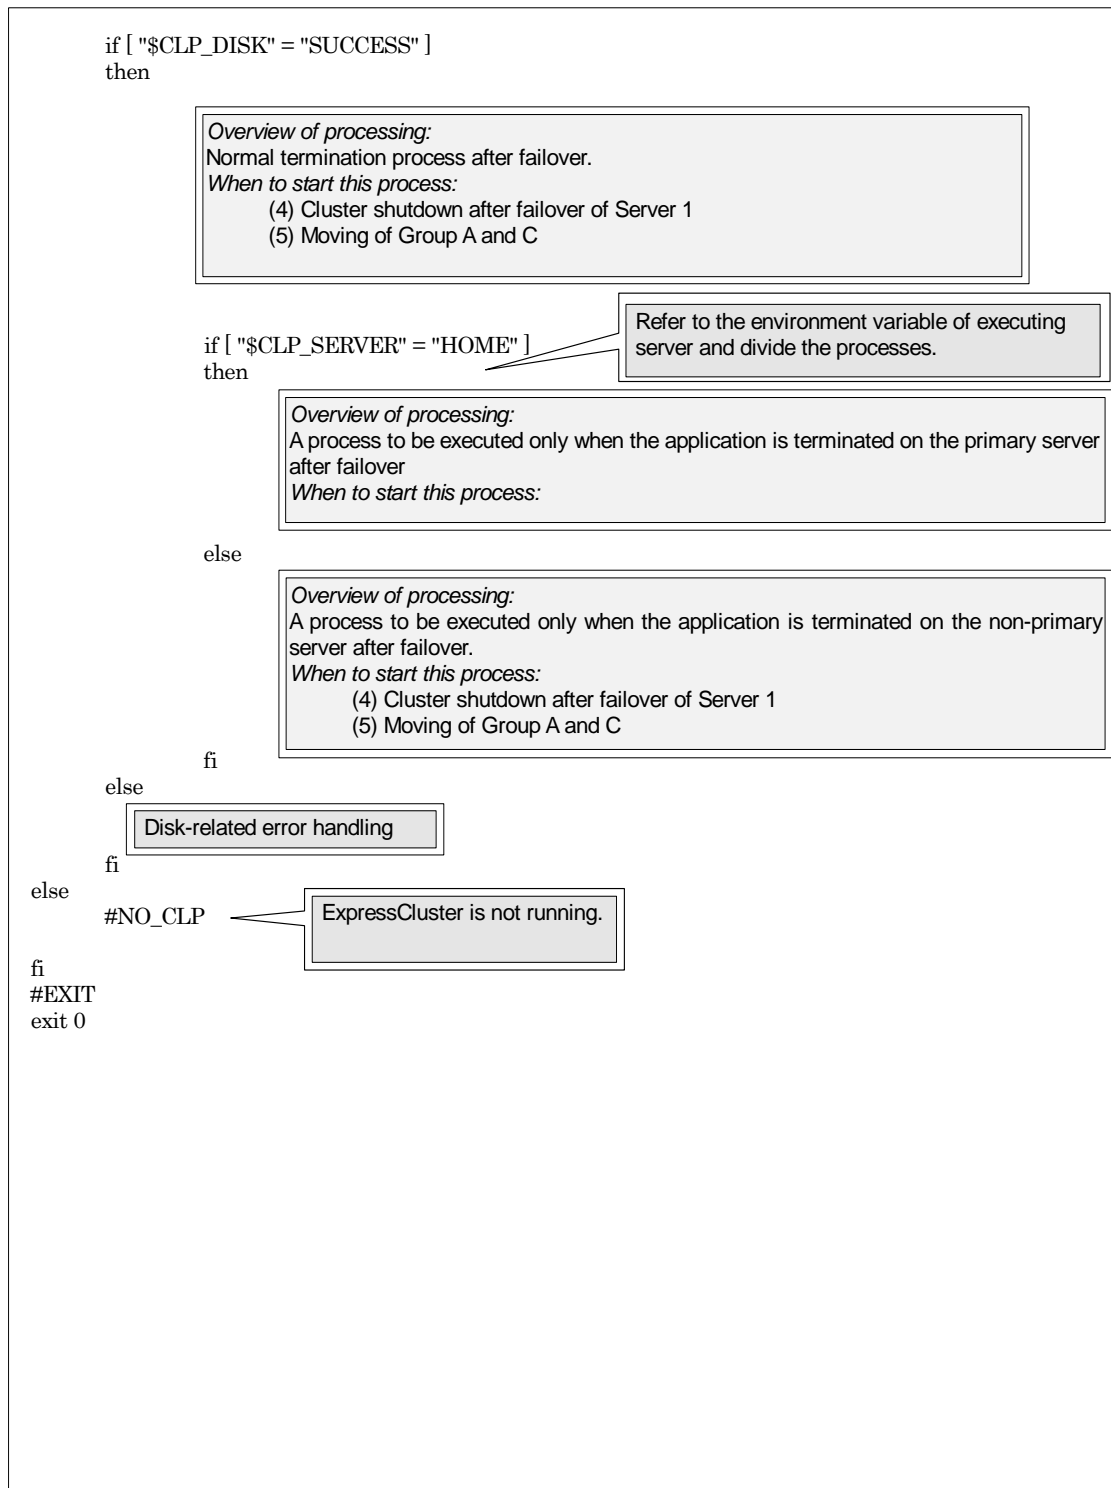 if [ "$CLP_DISK" = "SUCCESS" ]
then
Overview of processing:
Normal termination process after failover.
When to start this process:
(4) Cluster shutdown after failover of Server 1
(5) Moving of Group A and C
Refer to the environment variable of executing
server and divide the processes.
if [ "$CLP_SERVER" = "HOME" ]
then
Overview of processing:
A process to be executed only when the application is terminated on the primary server
after failover
When to start this process:
else
Overview of processing:
A process to be executed only when the application is terminated on the non-primary
server after failover.
When to start this process:
(4) Cluster shutdown after failover of Server 1
(5) Moving of Group A and C
fi
else
Disk-related error handling
fi
else
#NO_CLP
ExpressCluster is not running.
fi
#EXIT
exit 0